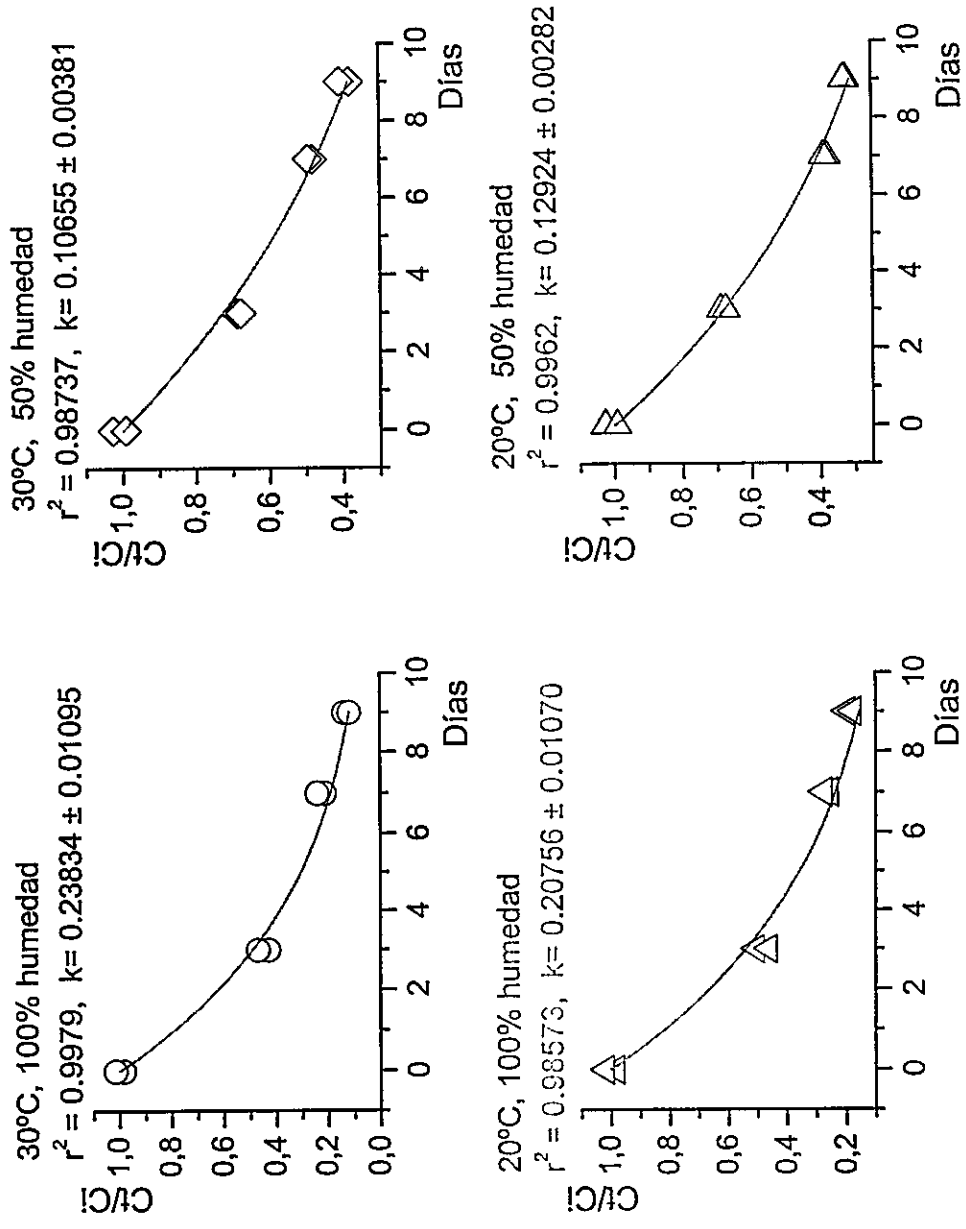 30ºC, 100% humedad
r² = 0.9979, k= 0.23834 ± 0.01095
Ct/Ci
1,0
0,8
0,6
0,4
0,2
0,0
0 2 4 6 8 10
Días
30ºC, 50% humedad
r² = 0.98737, k= 0.10655 ± 0.00381
Ct/Ci
1,0
0,8
0,6
0,4
0 2 4 6 8 10
Días
20ºC, 100% humedad
r² = 0.98573, k= 0.20756 ± 0.01070
Ct/Ci
1,0
0,8
0,6
0,4
0,2
0 2 4 6 8 10
Días
20ºC, 50% humedad
r² = 0.9962, k= 0.12924 ± 0.00282
Ct/Ci
1,0
0,8
0,6
0,4
0 2 4 6 8 10
Días